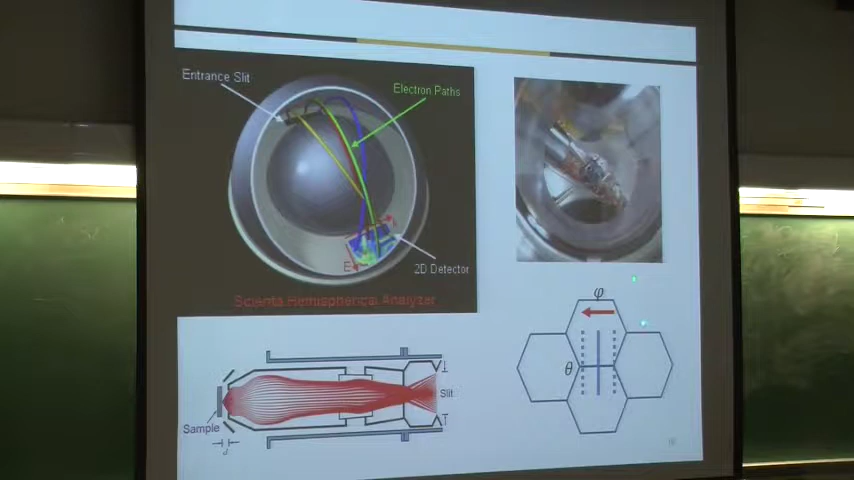 Entrance Slit
Electron Paths
E
2D Detector
Scienta Hemispherical Analyzer
φ
θ
Slit
Sample
d